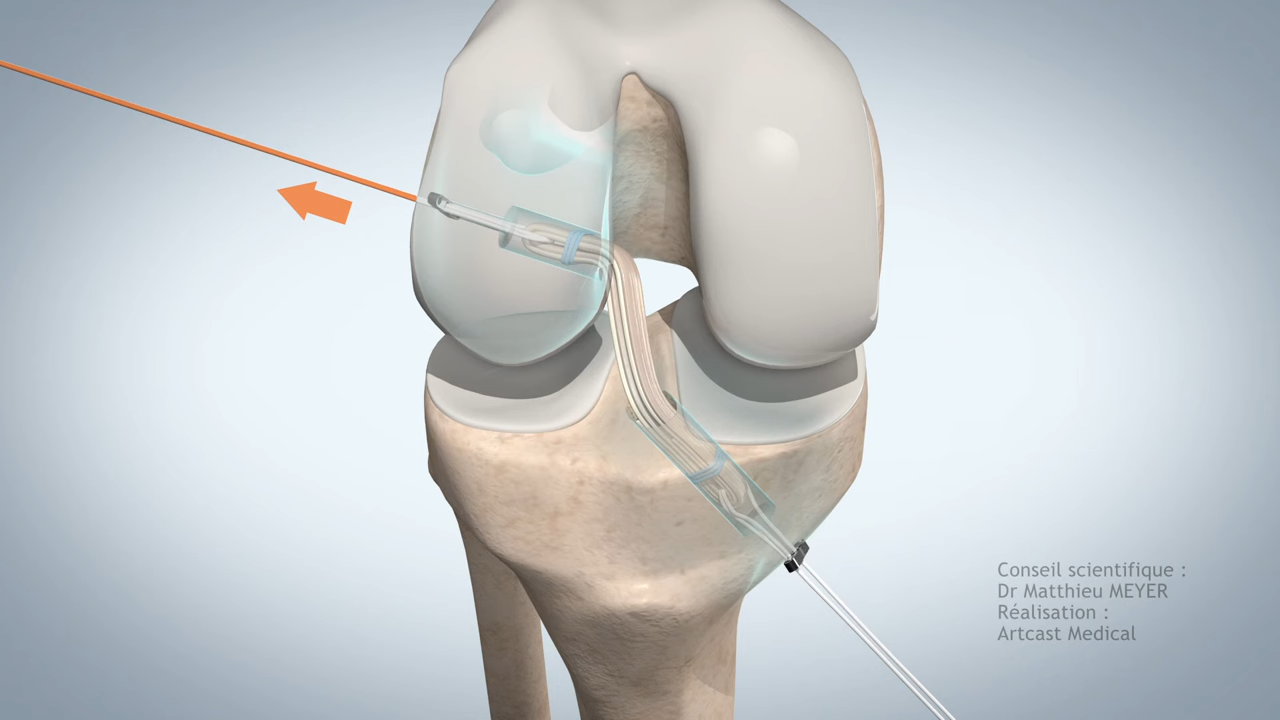 Conseil scientifique :
Dr Matthieu MEYER
Réalisation :
Artcast Medical